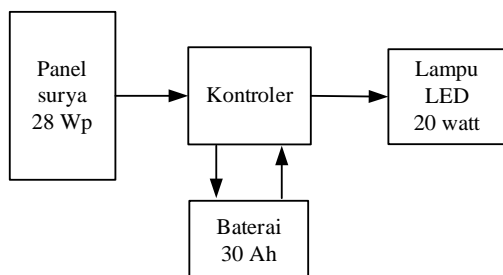 Panel
surya
28 Wp
Kontroler
Lampu
LED
20 watt
Baterai
30 Ah